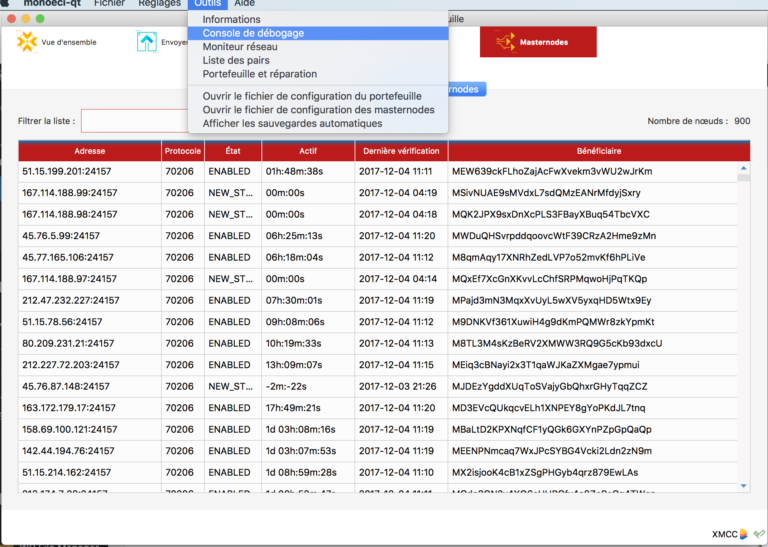 monoeci-qt Fichier Réglages Outils Aide
Informations
Console de débogage
Moniteur réseau
Liste des pairs
Portefeuille et réparation
Ouvrir le fichier de configuration du portefeuille
Ouvrir le fichier de configuration des masternodes
Afficher les sauvegardes automatiques
Vue d'ensemble
Masternodes
Filtrer la liste :
Nombre de nœuds : 900
Adresse Protocole État Actif Dernière vérification Bénéficiaire
51.15.199.201:24157 70206 ENABLED 01h:48m:38s 2017-12-04 11:11 MEW639ckFLhoZajAcFwXvekm3vWU2wJrKm
167.114.188.99:24157 70206 NEW_ST... 00m:00s 2017-12-04 04:19 MSivNUAE9sMVdxL7sdQMzEANrMfdyjSxry
167.114.188.98:24157 70206 NEW_ST... 00m:00s 2017-12-04 04:18 MQK2JPX9sxDnXcPLS3FBayXBuq54TbcVXC
45.76.5.99:24157 70206 ENABLED 06h:25m:13s 2017-12-04 11:20 MWDuQHSvrpddqoovcWtF39CRzA2Hme9zMn
45.77.165.106:24157 70206 ENABLED 06h:18m:04s 2017-12-04 11:12 M8qmAqy17XNRhZedLVP7o52mvKf6hPLiVe
167.114.188.97:24157 70206 NEW_ST... 00m:00s 2017-12-04 04:14 MQxEf7XcGnXKvvLcChfSRPMqwoHjPqTKQp
212.47.232.227:24157 70206 ENABLED 07h:30m:01s 2017-12-04 11:19 MPajd3mN3MqxXvUyL5wXV5yxqHD5Wtx9Ey
51.15.78.56:24157 70206 ENABLED 09h:08m:06s 2017-12-04 11:12 M9DNKVf361XuwiH4g9dKmPQMWr8zkYpmKt
80.209.231.21:24157 70206 ENABLED 10h:19m:33s 2017-12-04 11:13 M8TL3M4sKzBeRV2XMWW3RQ9G5cKb93dxcU
212.227.72.203:24157 70206 ENABLED 13h:09m:07s 2017-12-04 11:15 MEiq3cBNayi2x3T1qaWJKaZXMgae7ypmui
45.76.87.148:24157 70206 NEW_ST... -2m:-22s 2017-12-03 21:26 MJDEzYgddXUqToSVajyGbQhxrGHyTqqZCZ
163.172.179.17:24157 70206 ENABLED 17h:49m:21s 2017-12-04 11:20 MD3EVcQUkqcvELh1XNPEY8gYoPKdJL7tnq
158.69.100.121:24157 70206 ENABLED 1d 03h:08m:16s 2017-12-04 11:19 MBaLtD2KPXNqfCF1yQGk6GXYnPZpGpQaQp
142.44.194.76:24157 70206 ENABLED 1d 03h:07m:53s 2017-12-04 11:19 MEENPNmcaq7WxJPcSYBG4Vcki2Ldn2zN9m
51.15.214.162:24157 70206 ENABLED 1d 08h:59m:28s 2017-12-04 11:10 MX2isjooK4cB1xZSgPHGyb4qrz879EwLAs
XMCC